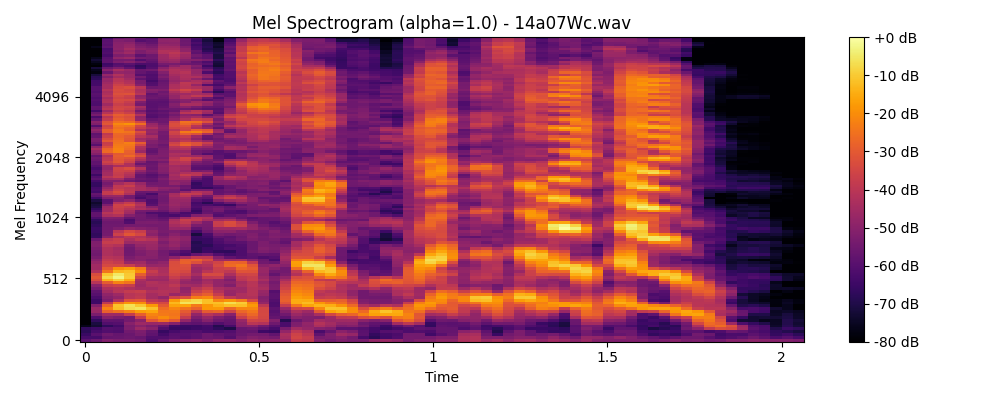 Mel Spectrogram (alpha=1.0) - 14a07Wc.wav
Mel Frequency
4096
2048
1024
512
0
0
0.5
1
1.5
2
Time
+0 dB
-10 dB
-20 dB
-30 dB
-40 dB
-50 dB
-60 dB
-70 dB
-80 dB